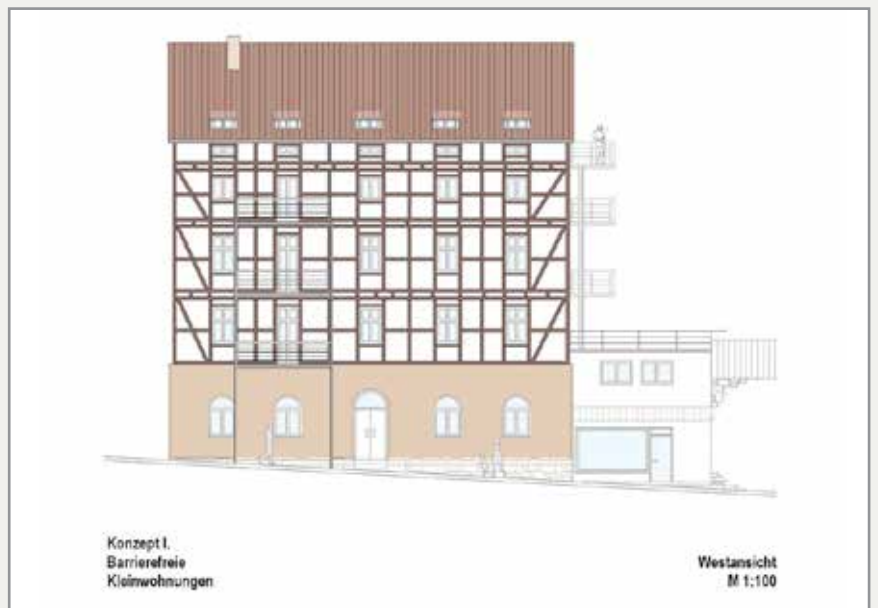 Konzept I.
Barrierefreie
Kleinwohnungen
Westansicht
M 1:100